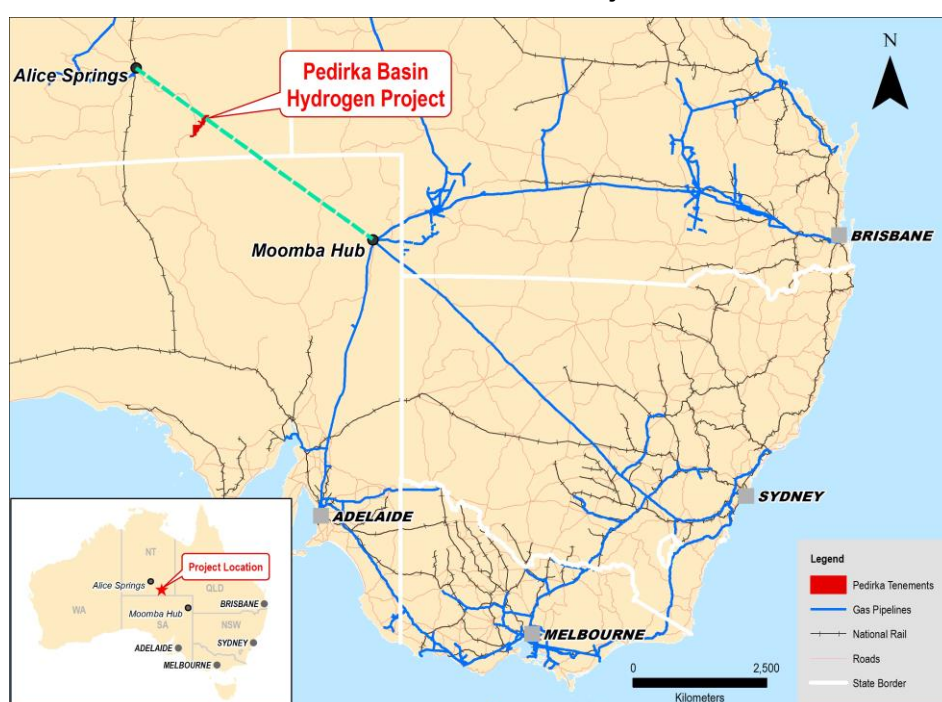 N
Alice Springs
Pedirka Basin
Hydrogen Project
Moomba Hub
BRISBANE
SYDNEY
ADELAIDE
MELBOURNE
0 2,500
Kilometers
Legend
Pedirka Tenements
Gas Pipelines
National Rail
Roads
State Border
NT
Project Location
Alice Springs
QLD
WA
BRISBANE
Moomba Hub
SA
NSW
ADELAIDE
SYDNEY
MELBOURNE